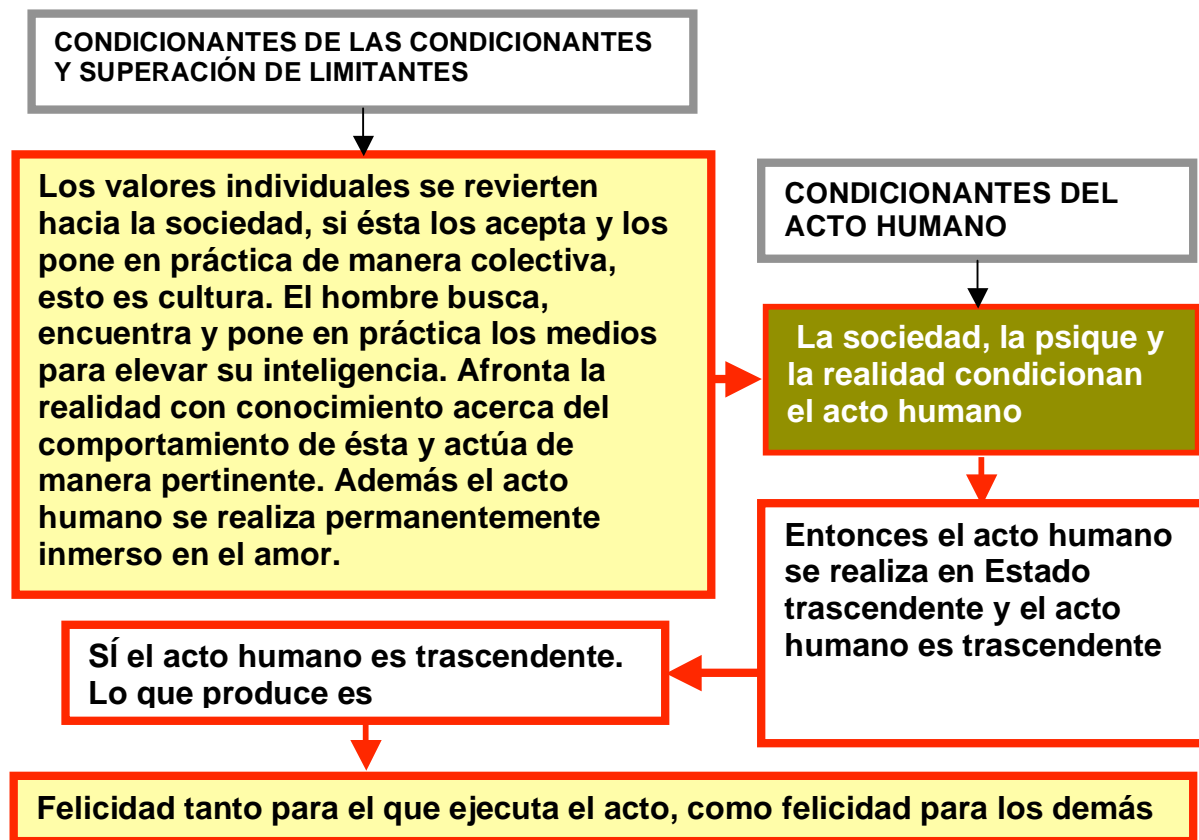 CONDICIONANTES DE LAS CONDICIONANTES
Y SUPERACIÓN DE LIMITANTES
Los valores individuales se revierten
hacia la sociedad, si ésta los acepta y los
pone en práctica de manera colectiva,
esto es cultura. El hombre busca,
encuentra y pone en práctica los medios
para elevar su inteligencia. Afronta la
realidad con conocimiento acerca del
comportamiento de ésta y actúa de
manera pertinente. Además el acto
humano se realiza permanentemente
inmerso en el amor.
CONDICIONANTES DEL
ACTO HUMANO
La sociedad, la psique y
la realidad condicionan
el acto humano
Entonces el acto humano
se realiza en Estado
trascendente y el acto
humano es trascendente
SÍ el acto humano es trascendente.
Lo que produce es
Felicidad tanto para el que ejecuta el acto, como felicidad para los demás